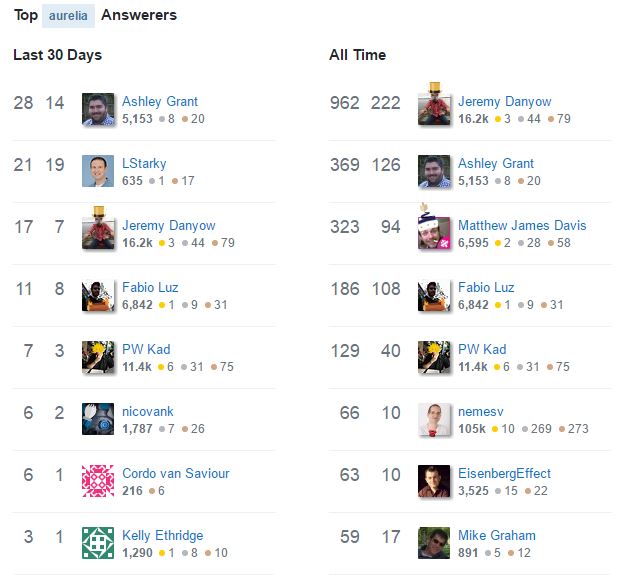 Top aurelia Answerers
Last 30 Days
28 14 Ashley Grant
5,153 8 20
21 19 LStarky
635 1 17
17 7 Jeremy Danyow
16.2k 3 44 79
11 8 Fabio Luz
6,842 1 9 31
7 3 PW Kad
11.4k 6 31 75
6 2 nicovank
1,787 7 26
6 1 Cordo van Saviour
216 6
3 1 Kelly Ethridge
1,290 1 8 10
All Time
962 222 Jeremy Danyow
16.2k 3 44 79
369 126 Ashley Grant
5,153 8 20
323 94 Matthew James Davis
6,595 2 28 58
186 108 Fabio Luz
6,842 1 9 31
129 40 PW Kad
11.4k 6 31 75
66 10 nemesv
105k 10 269 273
63 10 EisenbergEffect
3,525 15 22
59 17 Mike Graham
891 5 12